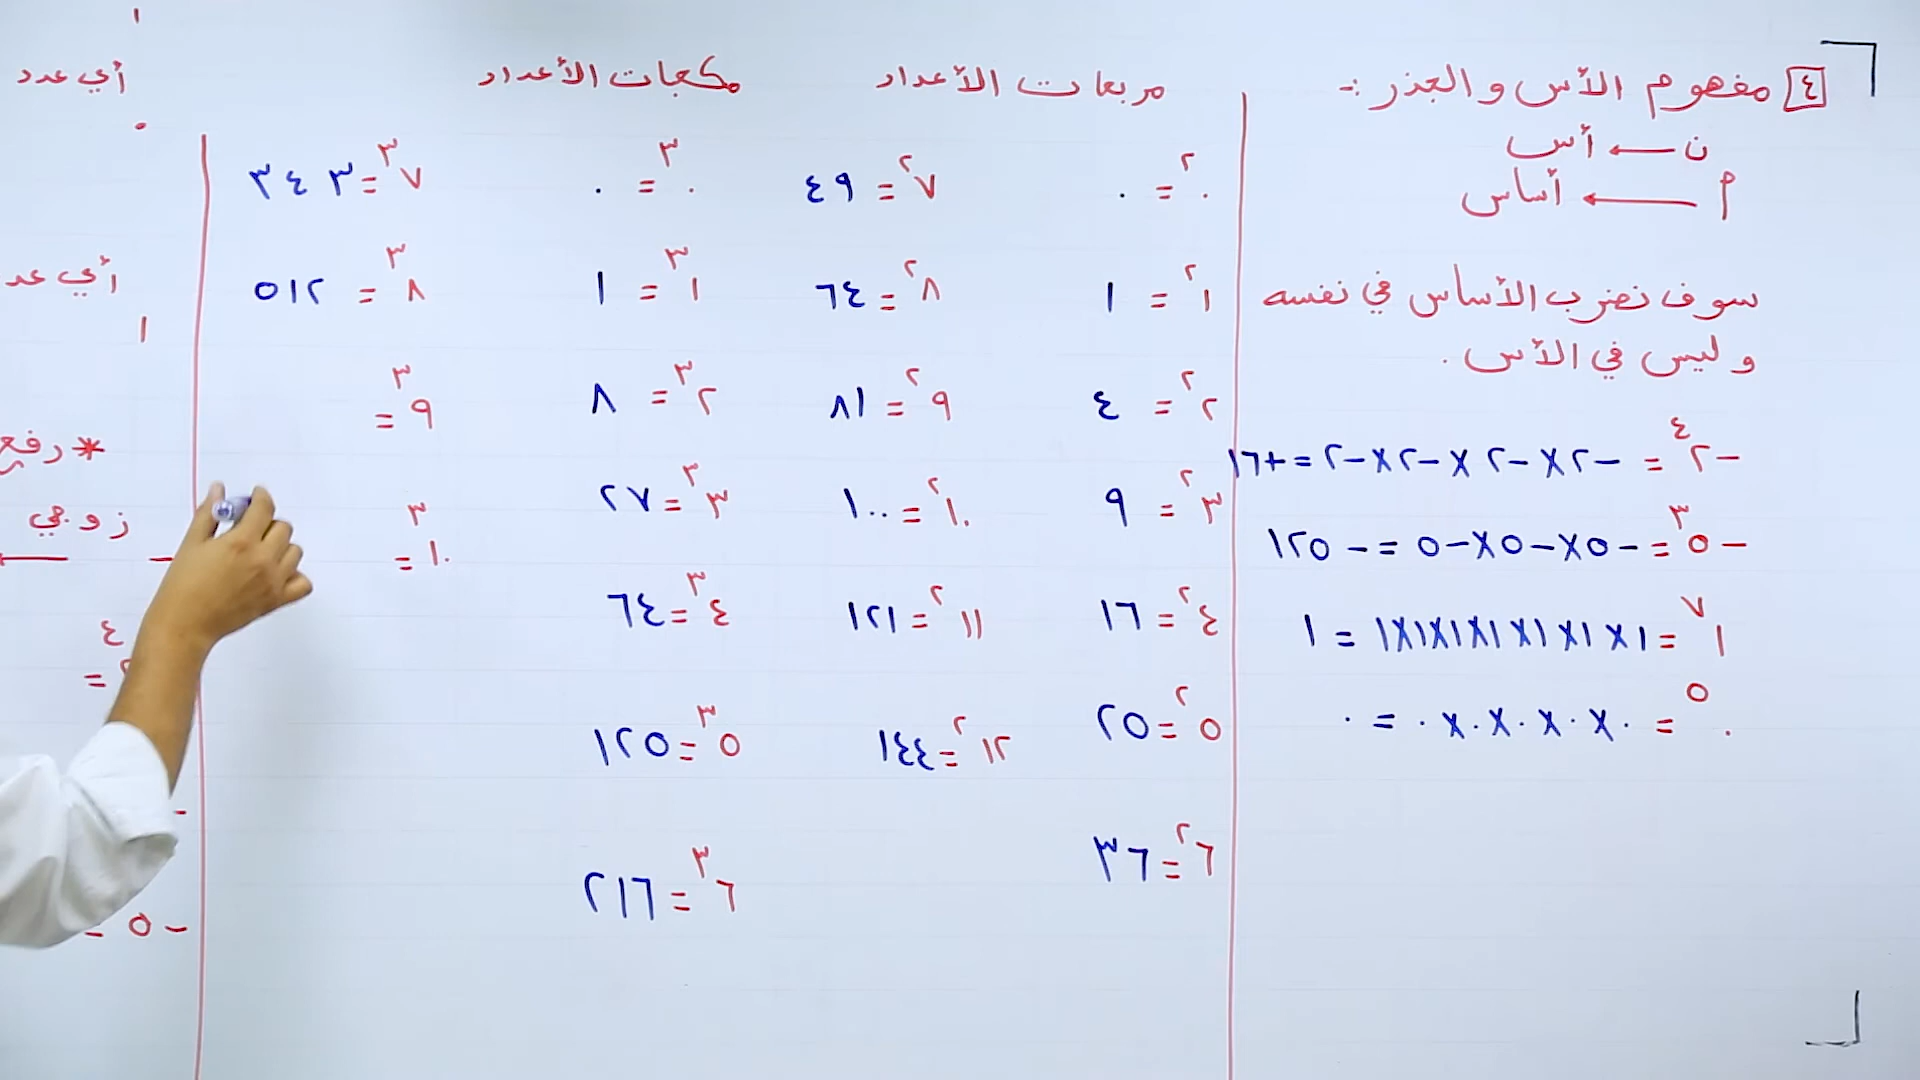 ٤ مفهوم الأس والجذر :-
ن ← أس
م ← أساس
سوف نضرب الأساس في نفسه
وليس في الأس .
-٢^٤ = -٢×-٢×-٢×-٢=+١٦
-٥^٣ = -٥×-٥×-٥ = -١٢٥
١^٧ = ١×١×١×١×١×١×١ = ١
٠^٥ = ٠×٠×٠×٠×٠ = ٠
مربعات الأعداد
٠^٢ = ٠
١^٢ = ١
٢^٢ = ٤
٣^٢ = ٩
٤^٢ = ١٦
٥^٢ = ٢٥
٦^٢ = ٣٦
٧^٢ = ٤٩
٨^٢ = ٦٤
٩^٢ = ٨١
١٠^٢ = ١٠٠
١١^٢ = ١٢١
١٢^٢ = ١٤٤
مكعبات الأعداد
٠^٣ = ٠
١^٣ = ١
٢^٣ = ٨
٣^٣ = ٢٧
٤^٣ = ٦٤
٥^٣ = ١٢٥
٦^٣ = ٢١٦
٧^٣ = ٣٤٣
٨^٣ = ٥١٢
٩^٣ =
١٠^٣ =
أي عدد
٠
أي
١
* رفع
زوجي
٤
=
-٥ =